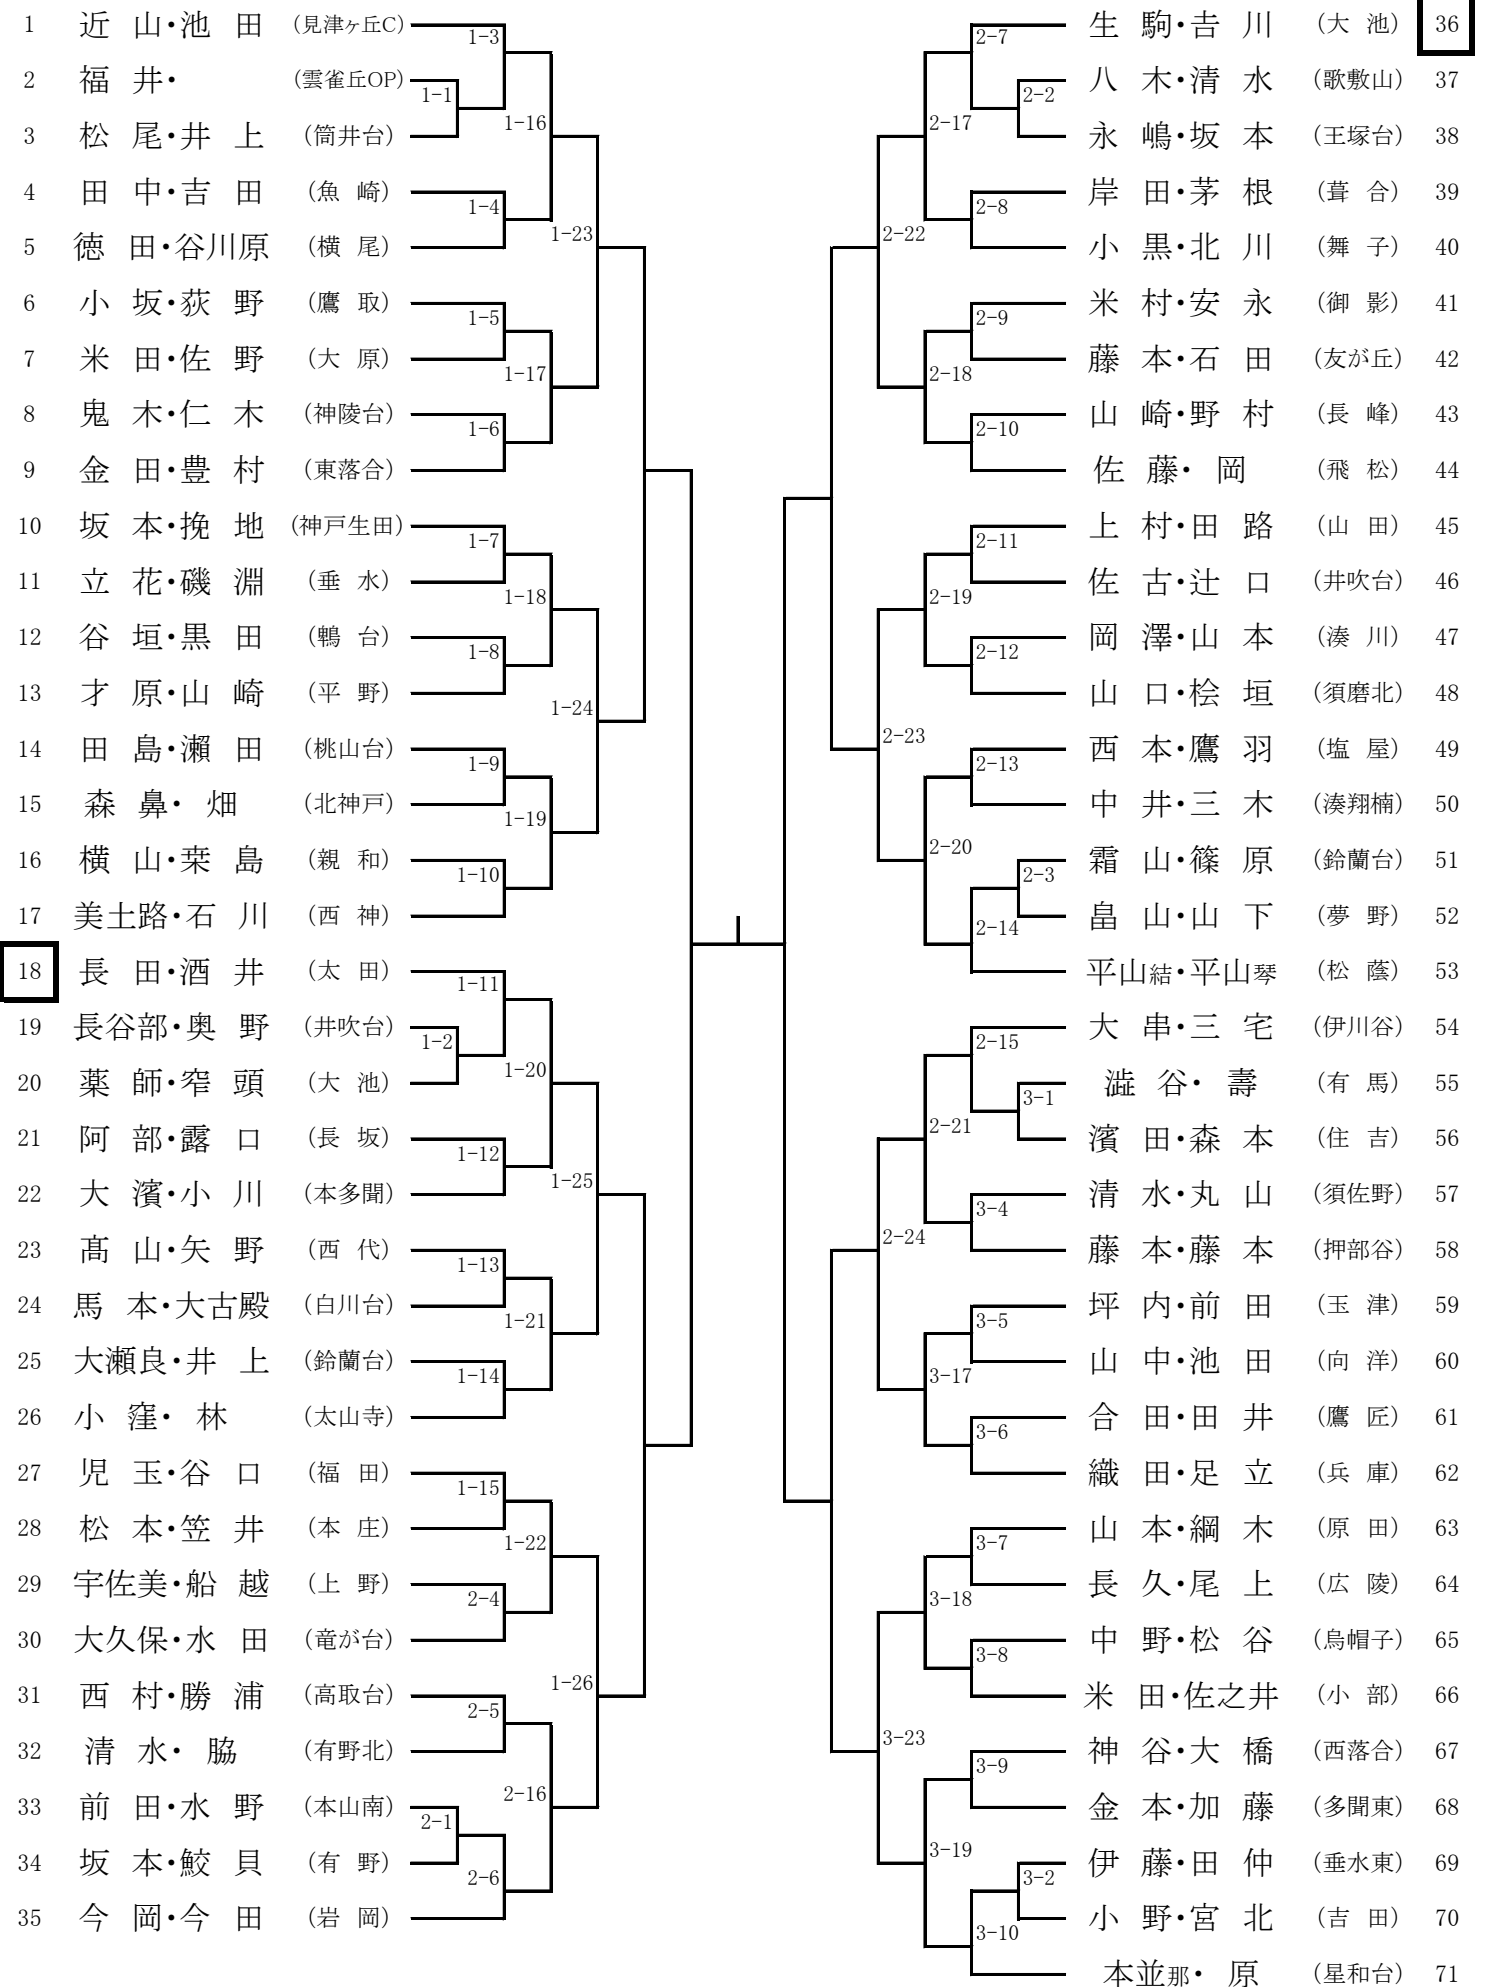 1 近 山・池 田 （見津ヶ丘C）
2 福 井・ （雲雀丘OP）
3 松 尾・井 上 （筒井台）
4 田 中・吉 田 （魚 崎）
5 徳 田・谷川原 （横 尾）
6 小 坂・荻 野 （鷹 取）
7 米 田・佐 野 （大 原）
8 鬼 木・仁 木 （神陵台）
9 金 田・豊 村 （東落合）
10 坂 本・挽 地 （神戸生田）
11 立 花・磯 淵 （垂 水）
12 谷 垣・黒 田 （鵯 台）
13 才 原・山 崎 （平 野）
14 田 島・瀬 田 （桃山台）
15 森 鼻・ 畑 （北神戸）
16 横 山・栞 島 （親 和）
17 美土路・石 川 （西 神）
18 長 田・酒 井 （太 田）
19 長谷部・奥 野 （井吹台）
20 薬 師・窄 頭 （大 池）
21 阿 部・露 口 （長 坂）
22 大 濱・小 川 （本多聞）
23 髙 山・矢 野 （西 代）
24 馬 本・大古殿 （白川台）
25 大瀬良・井 上 （鈴蘭台）
26 小 窪・ 林 （太山寺）
27 児 玉・谷 口 （福 田）
28 松 本・笠 井 （本 庄）
29 宇佐美・船 越 （上 野）
30 大久保・水 田 （竜が台）
31 西 村・勝 浦 （高取台）
32 清 水・ 脇 （有野北）
33 前 田・水 野 （本山南）
34 坂 本・鮫 貝 （有 野）
35 今 岡・今 田 （岩 岡）
1-3
1-1
1-16
1-4
1-23
1-5
1-17
1-6
1-7
1-18
1-8
1-24
1-9
1-19
1-10
1-11
1-2
1-20
1-12
1-25
1-13
1-21
1-14
1-15
1-22
2-4
1-26
2-5
2-16
2-1
2-6
2-7
2-2
2-17
2-8
2-22
2-9
2-18
2-10
2-11
2-19
2-12
2-23
2-13
2-20
2-3
2-14
2-15
3-1
2-21
3-4
2-24
3-5
3-17
3-6
3-7
3-18
3-8
3-23
3-9
3-19
3-2
3-10
生 駒・吉 川 （大 池） 36
八 木・清 水 （歌敷山） 37
永 嶋・坂 本 （王塚台） 38
岸 田・茅 根 （葺 合） 39
小 黒・北 川 （舞 子） 40
米 村・安 永 （御 影） 41
藤 本・石 田 （友が丘） 42
山 崎・野 村 （長 峰） 43
佐 藤・ 岡 （飛 松） 44
上 村・田 路 （山 田） 45
佐 古・辻 口 （井吹台） 46
岡 澤・山 本 （湊 川） 47
山 口・桧 垣 （須磨北） 48
西 本・鷹 羽 （塩 屋） 49
中 井・三 木 （湊翔楠） 50
霜 山・篠 原 （鈴蘭台） 51
畠 山・山 下 （夢 野） 52
平山結・平山琴 （松 蔭） 53
大 串・三 宅 （伊川谷） 54
澁 谷・ 壽 （有 馬） 55
濱 田・森 本 （住 吉） 56
清 水・丸 山 （須佐野） 57
藤 本・藤 本 （押部谷） 58
坪 内・前 田 （玉 津） 59
山 中・池 田 （向 洋） 60
合 田・田 井 （鷹 匠） 61
織 田・足 立 （兵 庫） 62
山 本・綱 木 （原 田） 63
長 久・尾 上 （広 陵） 64
中 野・松 谷 （烏帽子） 65
米 田・佐之井 （小 部） 66
神 谷・大 橋 （西落合） 67
金 本・加 藤 （多聞東） 68
伊 藤・田 仲 （垂水東） 69
小 野・宮 北 （吉 田） 70
本並那・ 原 （星和台） 71